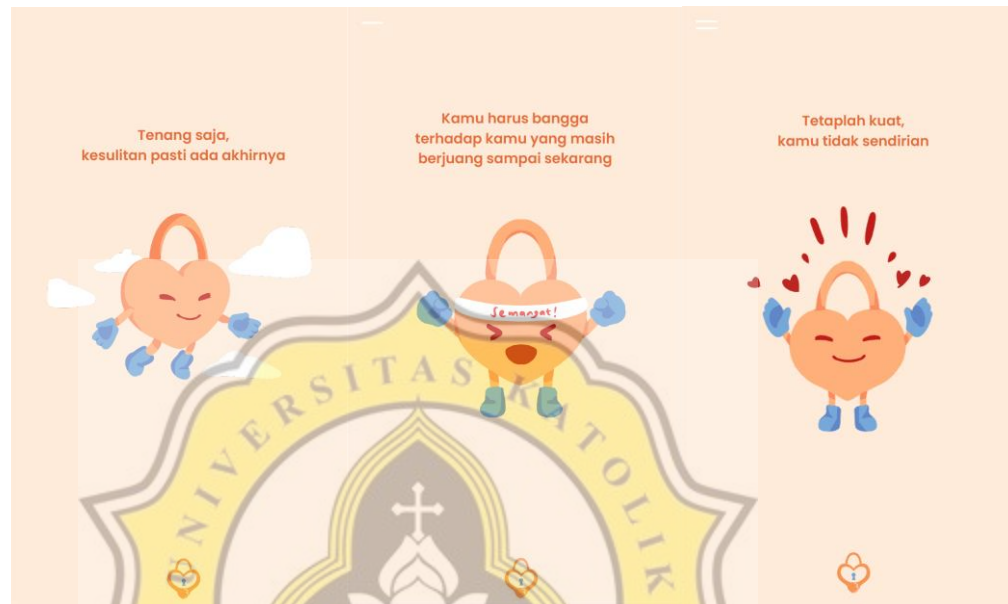 Tenang saja,
kesulitan pasti ada akhirnya
Kamu harus bangga
terhadap kamu yang masih
berjuang sampai sekarang
Semangat!
Tetaplah kuat,
kamu tidak sendirian
UNIVERSITAS KATOLIK